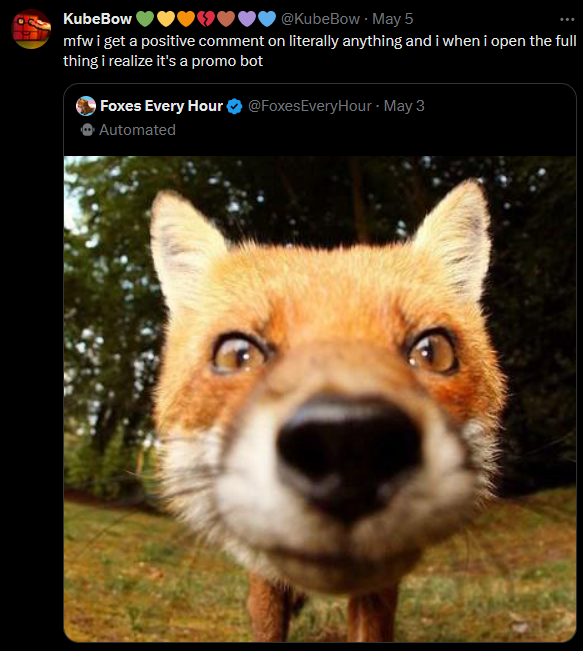 KubeBow 💚💛🧡💔🤎💜💙 @KubeBow · May 5 ···
mfw i get a positive comment on literally anything and i when i open the full
thing i realize it's a promo bot
Foxes Every Hour @FoxesEveryHour · May 3
Automated